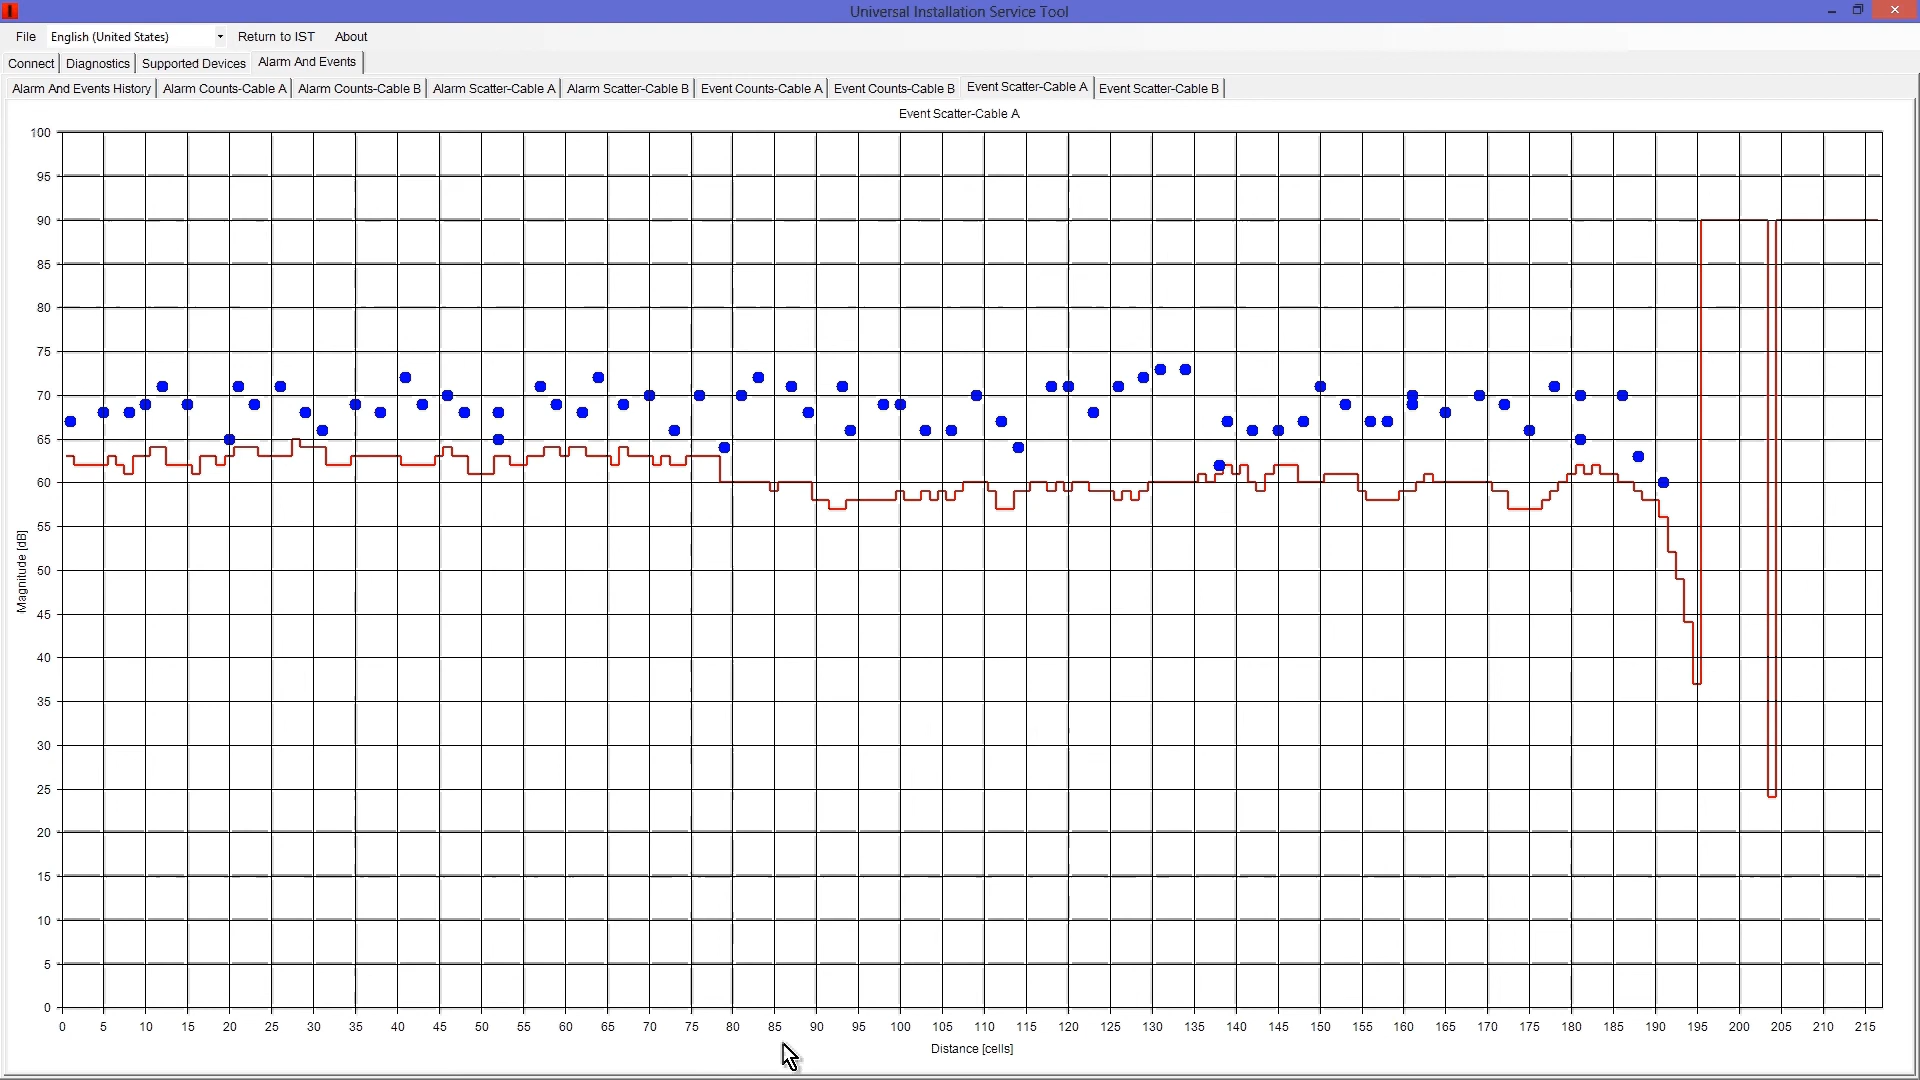 Universal Installation Service Tool
File English (United States) Return to IST About
Connect Diagnostics Supported Devices Alarm And Events
Alarm And Events History Alarm Counts-Cable A Alarm Counts-Cable B Alarm Scatter-Cable A Alarm Scatter-Cable B Event Counts-Cable A Event Counts-Cable B Event Scatter-Cable A Event Scatter-Cable B
Event Scatter-Cable A
100
95
90
85
80
75
70
65
60
55
50
45
40
35
30
25
20
15
10
5
0
Magnitude [dB]
0 5 10 15 20 25 30 35 40 45 50 55 60 65 70 75 80 85 90 95 100 105 110 115 120 125 130 135 140 145 150 155 160 165 170 175 180 185 190 195 200 205 210 215
Distance [cells]